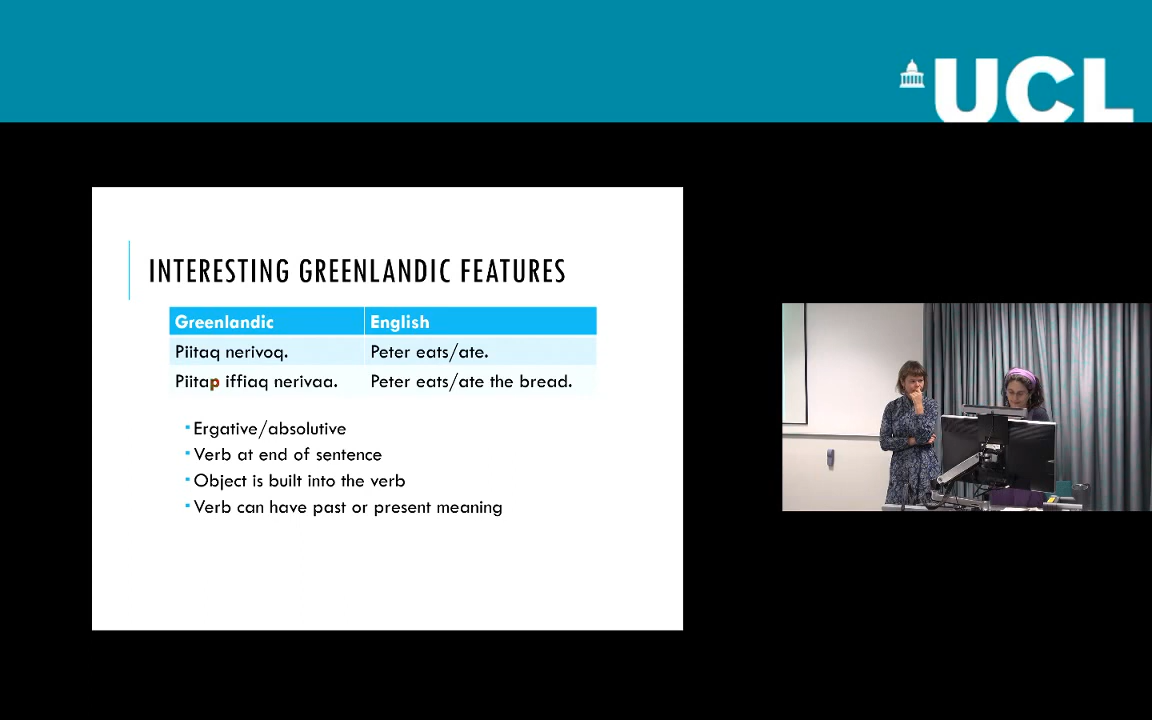 UCL
INTERESTING GREENLANDIC FEATURES
Greenlandic English
Piitaq nerivoq. Peter eats/ate.
Piitap iffiaq nerivaa. Peter eats/ate the bread.
Ergative/absolutive
Verb at end of sentence
Object is built into the verb
Verb can have past or present meaning